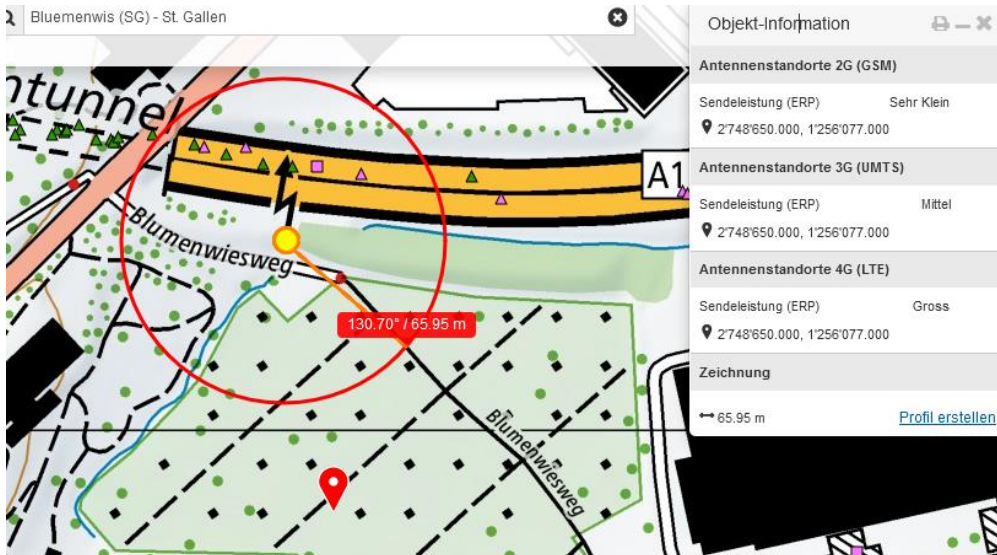 Bluemenwis (SG) - St. Gallen
ntunnel
A1
Blumenwiesweg
130.70° / 65.95 m
Blumenwiesweg
Objekt-Information
Antennenstandorte 2G (GSM)
Sendeleistung (ERP) Sehr Klein
2'748'650.000, 1'256'077.000
Antennenstandorte 3G (UMTS)
Sendeleistung (ERP) Mittel
2'748'650.000, 1'256'077.000
Antennenstandorte 4G (LTE)
Sendeleistung (ERP) Gross
2'748'650.000, 1'256'077.000
Zeichnung
65.95 m Profil erstellen